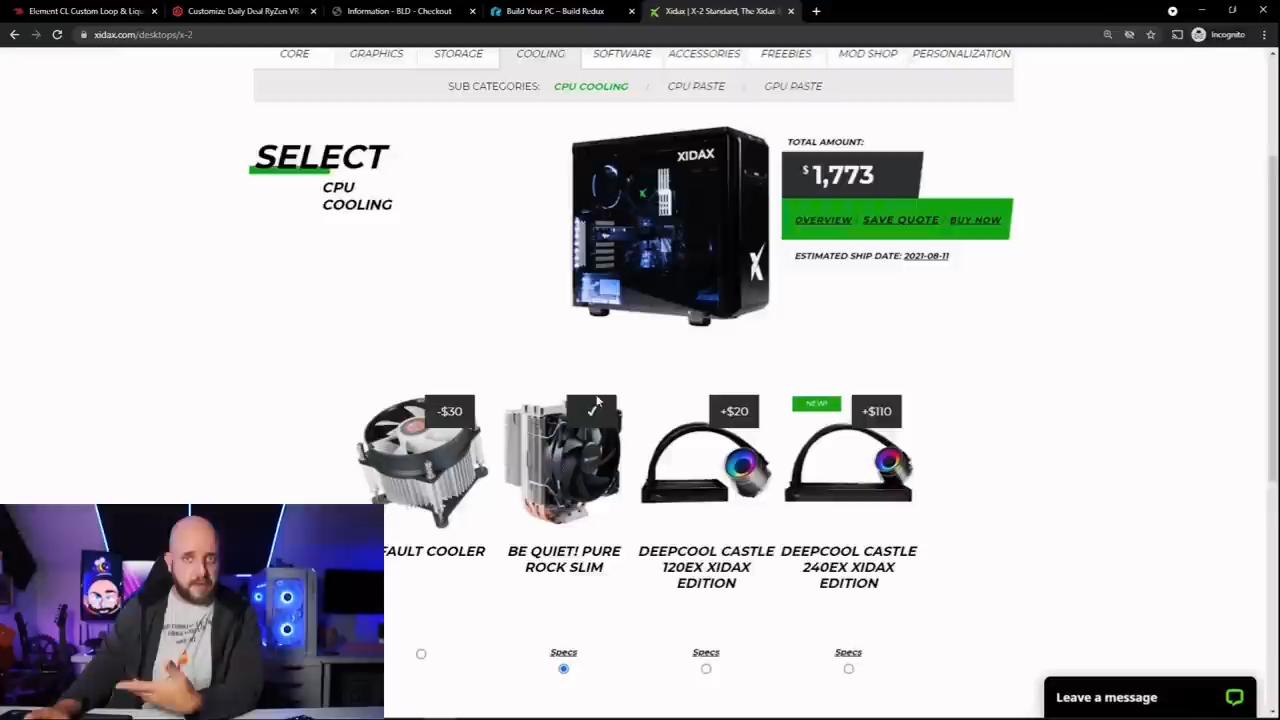 Element CL Custom Loop & Liqu
Customize Daily Deal RyZen VR
Information - BLD - Checkout
Build Your PC – Build Redux
Xidax | X-2 Standard, The Xidax
xidax.com/desktops/x-2
Incognito
CORE
GRAPHICS
STORAGE
COOLING
SOFTWARE
ACCESSORIES
FREEBIES
MOD SHOP
PERSONALIZATION
SUB CATEGORIES:
CPU COOLING
/
CPU PASTE
/
GPU PASTE
SELECT
CPU
COOLING
XIDAX
X
TOTAL AMOUNT:
$1,773
OVERVIEW / SAVE QUOTE / BUY NOW
ESTIMATED SHIP DATE: 2021-08-11
-$30
+$20
NEW!
+$110
FAULT COOLER
BE QUIET! PURE
ROCK SLIM
DEEPCOOL CASTLE
120EX XIDAX
EDITION
DEEPCOOL CASTLE
240EX XIDAX
EDITION
Specs
Specs
Specs
Leave a message